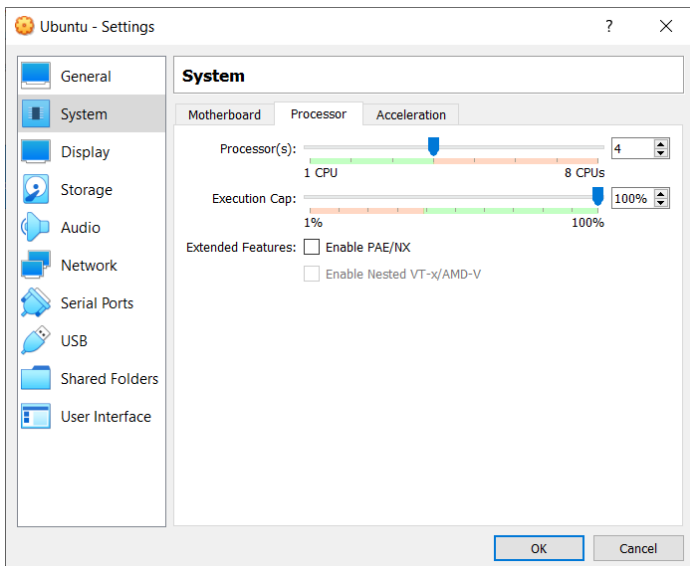 Ubuntu - Settings
?
General
System
Display
Storage
Audio
Network
Serial Ports
USB
Shared Folders
User Interface
System
Motherboard Processor Acceleration
Processor(s): 4
1 CPU 8 CPUs
Execution Cap: 100%
1% 100%
Extended Features: Enable PAE/NX
Enable Nested VT-x/AMD-V
OK Cancel